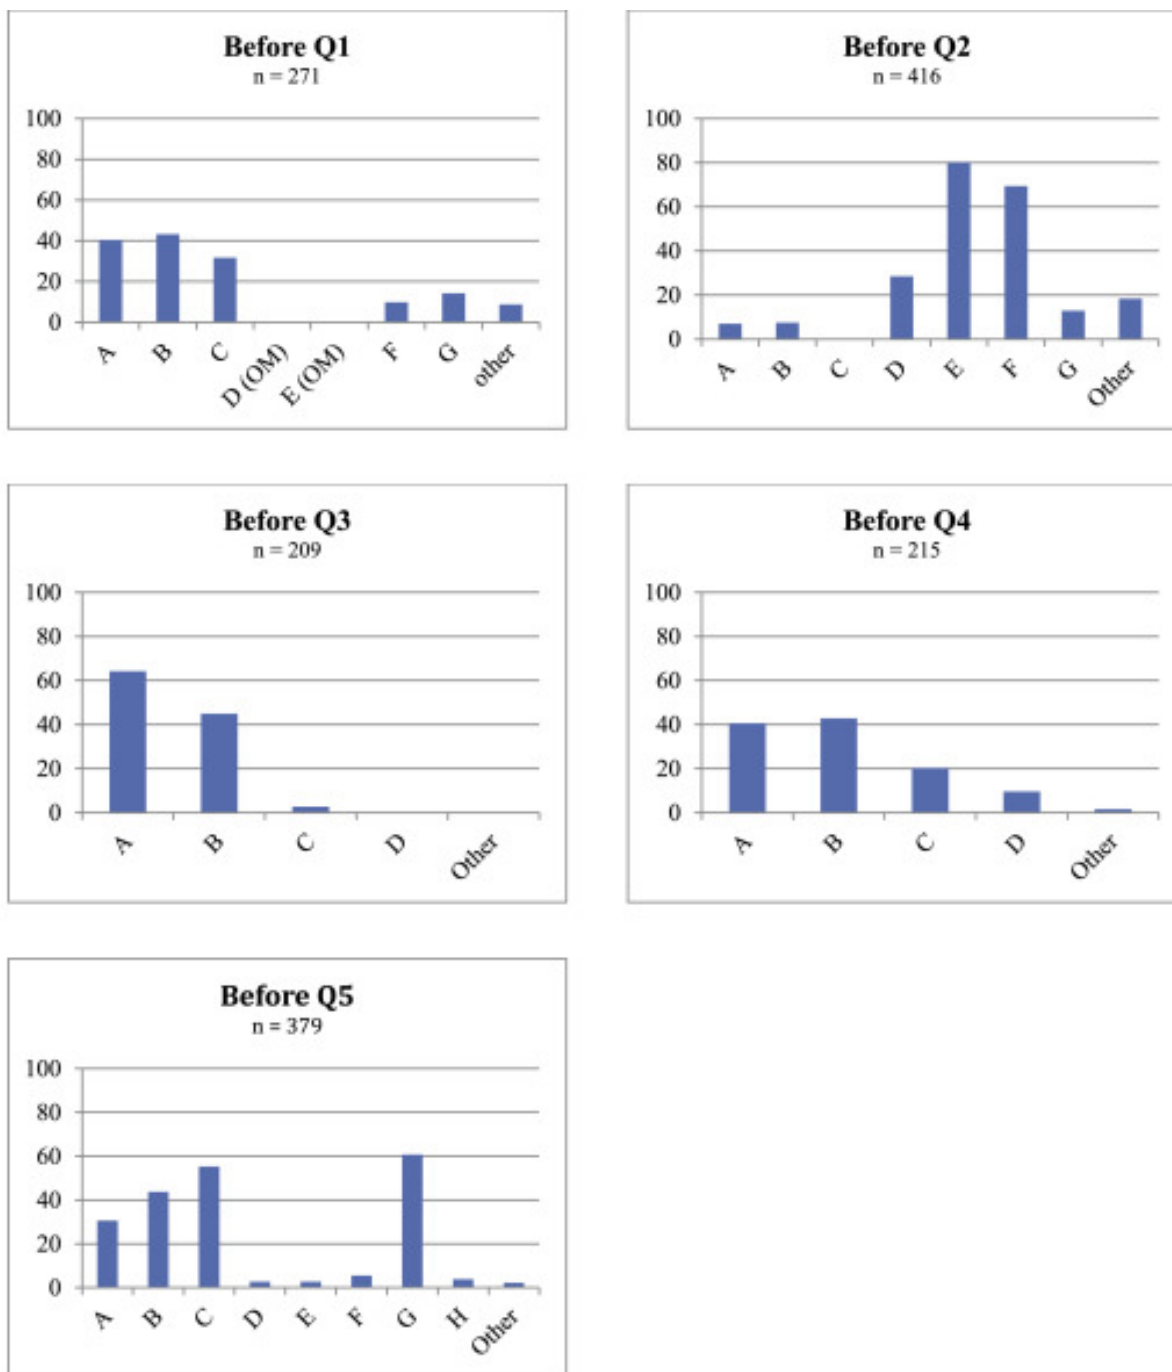 Before Q1
n = 271
100
80
60
40
20
0
A B C D (OM) E (OM) F G other
Before Q2
n = 416
100
80
60
40
20
0
A B C D E F G Other
Before Q3
n = 209
100
80
60
40
20
0
A B C D Other
Before Q4
n = 215
100
80
60
40
20
0
A B C D Other
Before Q5
n = 379
100
80
60
40
20
0
A B C D E F G H Other